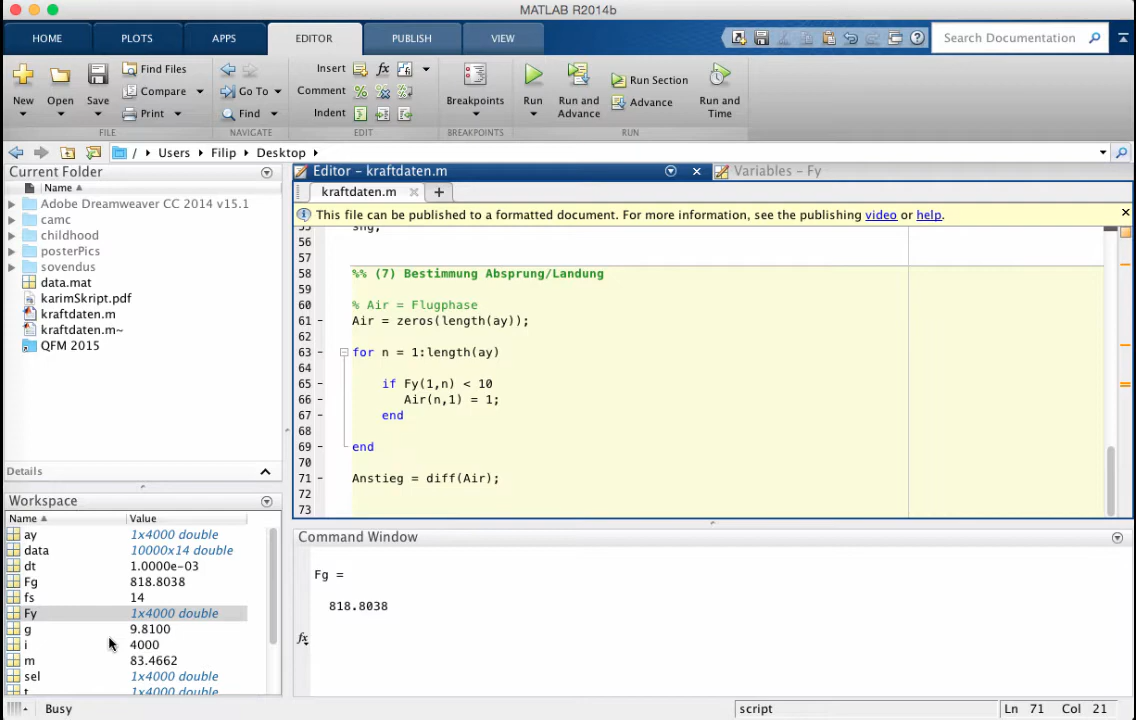 MATLAB R2014b
HOME PLOTS APPS EDITOR PUBLISH VIEW Search Documentation
New Open Save Find Files Compare Print
FILE
Go To Find
NAVIGATE
Insert Comment Indent
EDIT
Breakpoints
BREAKPOINTS
Run Run and Advance Run Section Advance Run and Time
RUN
/ Users Filip Desktop
Current Folder
Name
Adobe Dreamweaver CC 2014 v15.1
camc
childhood
posterPics
sovendus
data.mat
karimSkript.pdf
kraftdaten.m
kraftdaten.m~
QFM 2015
Details
Workspace
Name Value
ay 1x4000 double
data 10000x14 double
dt 1.0000e-03
Fg 818.8038
fs 14
Fy 1x4000 double
g 9.8100
i 4000
m 83.4662
sel 1x4000 double
t 1x4000 double
Busy
Editor – kraftdaten.m Variables – Fy
kraftdaten.m
This file can be published to a formatted document. For more information, see the publishing video or help.
56
57
58 %% (7) Bestimmung Absprung/Landung
59
60 % Air = Flugphase
61 – Air = zeros(length(ay));
62
63 – for n = 1:length(ay)
64
65 – if Fy(1,n) < 10
66 – Air(n,1) = 1;
67 – end
68
69 – end
70
71 – Anstieg = diff(Air);
72
73
Command Window
Fg =
818.8038
fx
script
Ln 71 Col 21